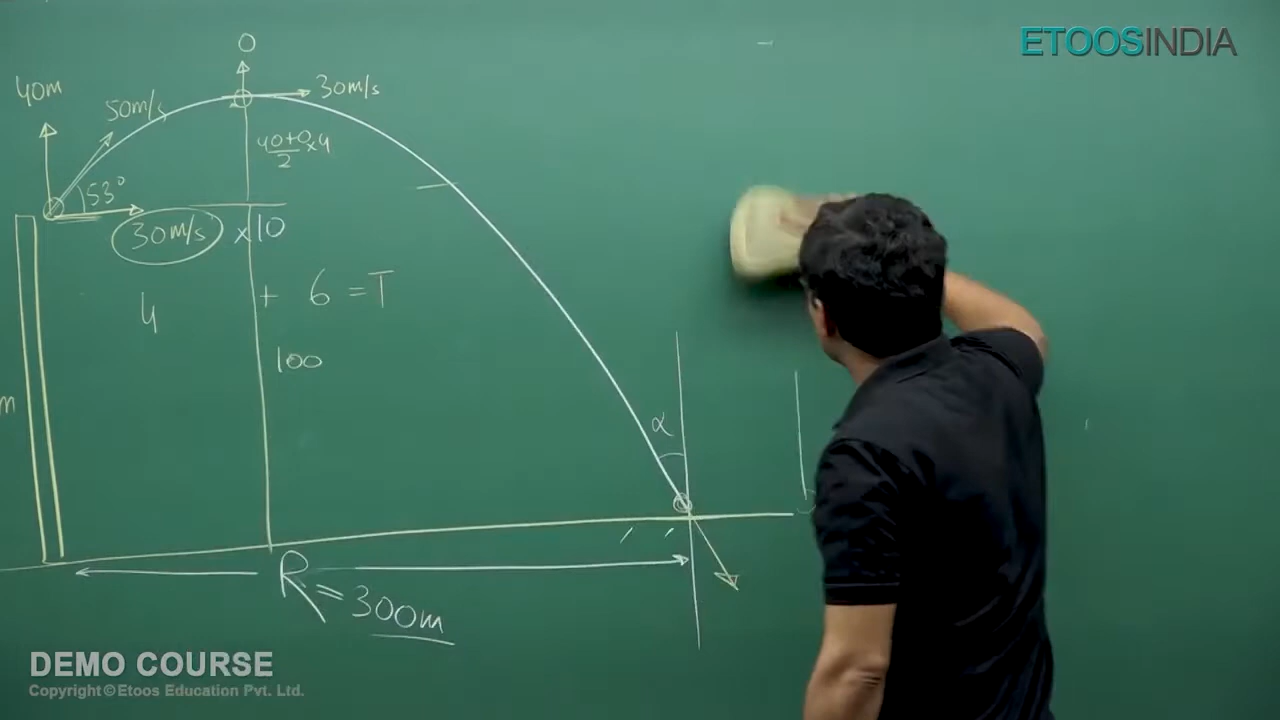 ETOOSINDIA
0
40m
50m/s
30m/s
40+0/2 x4
53°
30m/s x10
4 + 6 = T
100
m
α
R = 300m
DEMO COURSE
Copyright © Etoos Education Pvt. Ltd.